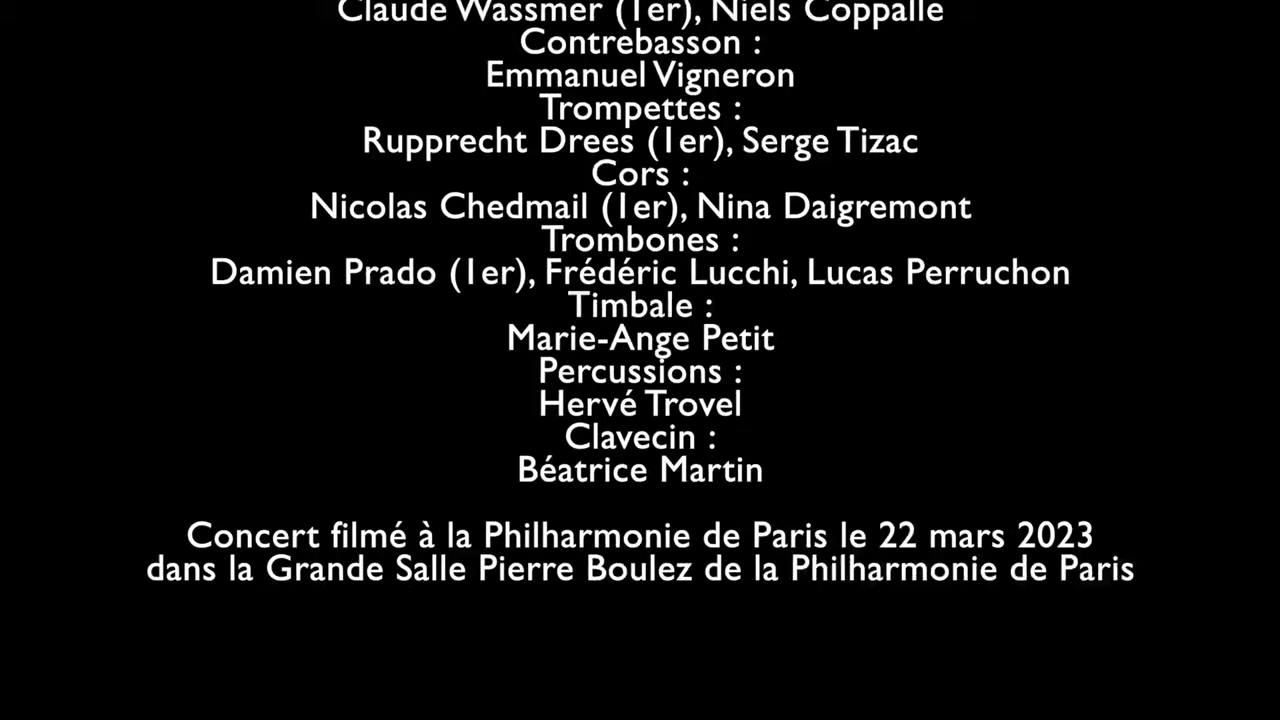 Claude Wassmer (1er), Niels Coppalle
Contrebasson :
Emmanuel Vigneron
Trompettes :
Rupprecht Drees (1er), Serge Tizac
Cors :
Nicolas Chedmail (1er), Nina Daigremont
Trombones :
Damien Prado (1er), Frédéric Lucchi, Lucas Perruchon
Timbale :
Marie-Ange Petit
Percussions :
Hervé Trovel
Clavecin :
Béatrice Martin
Concert filmé à la Philharmonie de Paris le 22 mars 2023
dans la Grande Salle Pierre Boulez de la Philharmonie de Paris